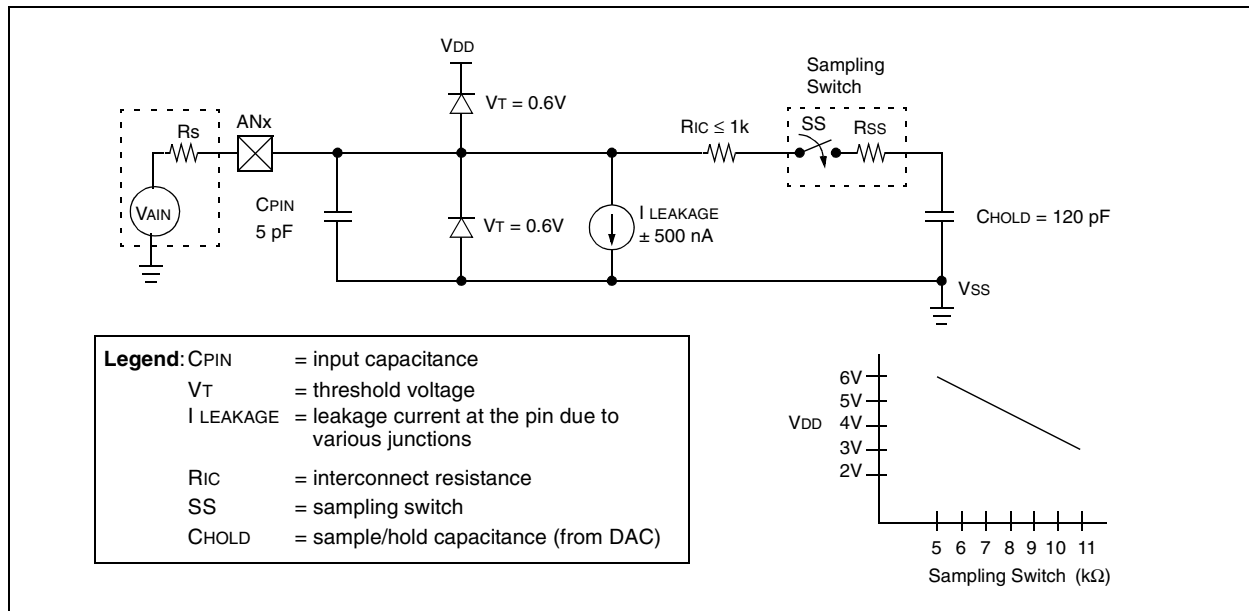 VDD
Sampling
Switch
VT = 0.6V
RS
ANx
RIC ≤ 1k
SS
RSS
VAIN
CPIN
5 pF
VT = 0.6V
I LEAKAGE
± 500 nA
CHOLD = 120 pF
VSS
Legend: CPIN = input capacitance
VT = threshold voltage
I LEAKAGE = leakage current at the pin due to
various junctions
RIC = interconnect resistance
SS = sampling switch
CHOLD = sample/hold capacitance (from DAC)
6V
5V
VDD 4V
3V
2V
5 6 7 8 9 10 11
Sampling Switch (kΩ)